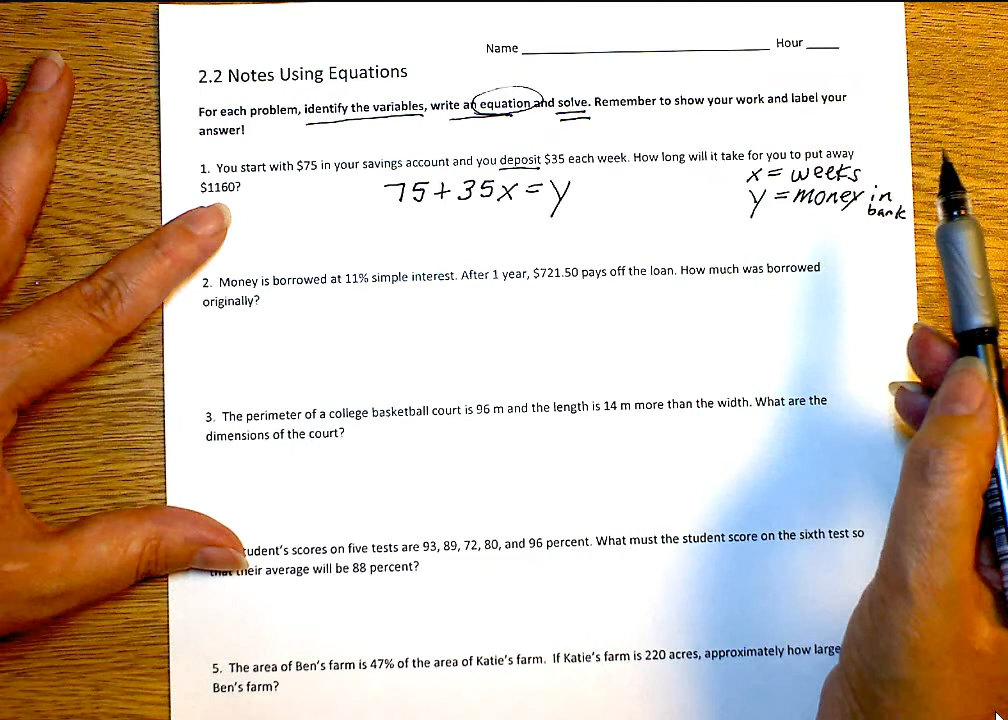 Name ____________ Hour ____
2.2 Notes Using Equations
For each problem, identify the variables, write an equation and solve. Remember to show your work and label your
answer!
1. You start with $75 in your savings account and you deposit $35 each week. How long will it take for you to put away
$1160?
75+35x=y
x = weeks
y = money in
bank
2. Money is borrowed at 11% simple interest. After 1 year, $721.50 pays off the loan. How much was borrowed
originally?
3. The perimeter of a college basketball court is 96 m and the length is 14 m more than the width. What are the
dimensions of the court?
tudent's scores on five tests are 93, 89, 72, 80, and 96 percent. What must the student score on the sixth test so
that their average will be 88 percent?
5. The area of Ben's farm is 47% of the area of Katie's farm. If Katie's farm is 220 acres, approximately how large
Ben's farm?